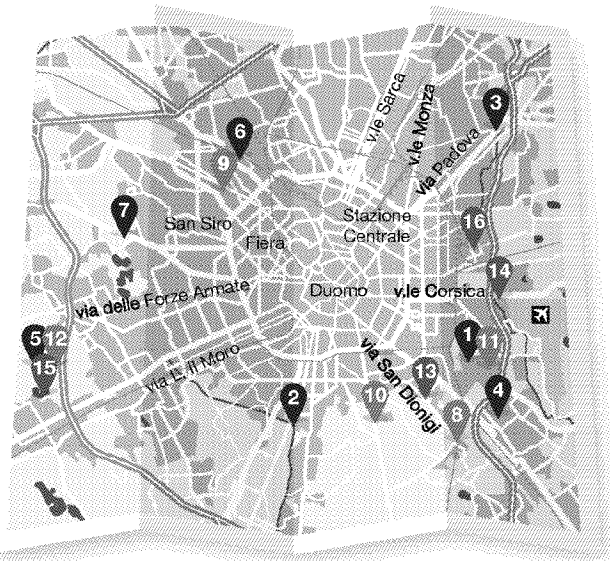 3
v.le Sarca
v.le Monza
via Padova
6
9
7
San Siro
Fiera
Stazione
Centrale
16
14
via delle Forze Armate
Duomo
v.le Corsica
5
12
15
via L. il Moro
via San Dionigi
1
11
13
2
10
8
4